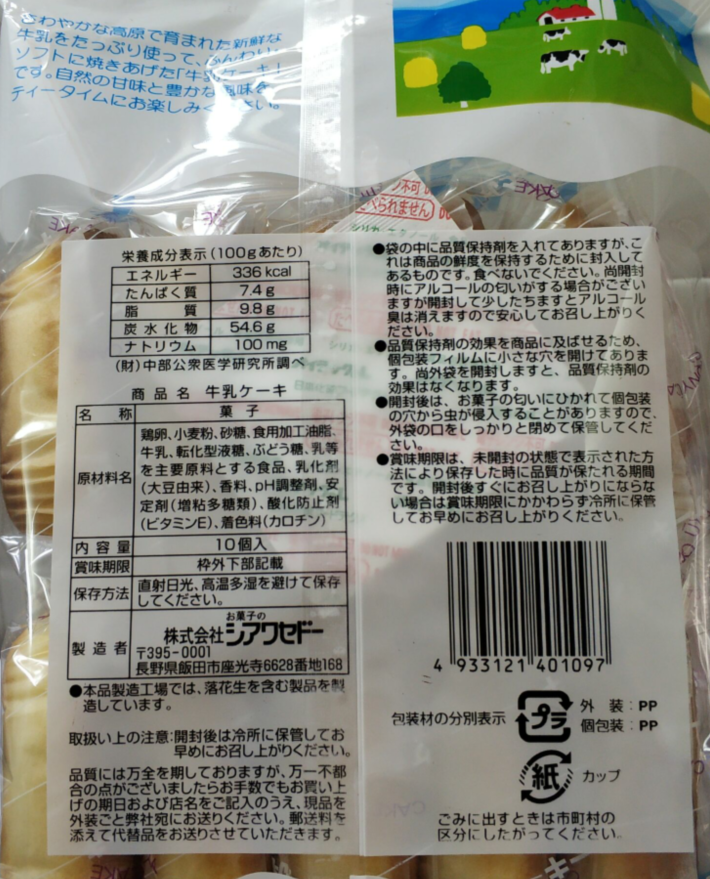 さわやかな高原で育まれた新鮮な
牛乳をたっぷり使って、ふんわり
ソフトに焼きあげた「牛乳ケーキ」
です。自然の甘味と豊かな風味を
ティータイムにお楽しみください。
不可
べられません
CAKE
栄養成分表示(100gあたり)
エネルギー 336 kcal
たんぱく質 7.4 g
脂質 9.8 g
炭水化物 54.6 g
ナトリウム 100 mg
(財)中部公衆医学研究所調べ
商品名 牛乳ケーキ
名称 菓子
原材料名 鶏卵、小麦粉、砂糖、食用加工油脂、
牛乳、転化型液糖、ぶどう糖、乳等
を主要原料とする食品、乳化剤
(大豆由来)、香料、pH調整剤、安
定剤(増粘多糖類)、酸化防止剤
(ビタミンE)、着色料(カロチン)
内容量 10個入
賞味期限 枠外下部記載
保存方法 直射日光、高温多湿を避けて保存
してください。
製造者 お菓子の
株式会社シアワセドー
〒395-0001
長野県飯田市座光寺6628番地168
●本品製造工場では、落花生を含む製品を製
造しています。
取扱い上の注意:開封後は冷所に保管してお
早めにお召し上がりください。
品質には万全を期しておりますが、万一不都
合の点がございましたらお手数でもお買い上
げの期日および店名をご記入のうえ、現品を
外装ごと弊社宛にお送りください。郵送料を
添えて代替品をお送りさせていただきます。
●袋の中に品質保持剤を入れてありますが、こ
れは商品の鮮度を保持するために封入して
あるものです。食べないでください。尚開封
時にアルコールの匂いがする場合がござい
ますが開封して少したちますとアルコール
臭は消えますので安心してお召し上がりく
ださい。
●品質保持剤の効果を商品に及ばせるため、
個包装フィルムに小さな穴を開けてありま
す。尚外袋を開封しますと、品質保持剤の
効果はなくなります。
●開封後は、お菓子の匂いにひかれて個包装
の穴から虫が侵入することがありますので、
外袋の口をしっかりと閉めて保管してくだ
さい。
●賞味期限は、未開封の状態で表示された方
法により保存した時に品質が保たれる期間
です。開封後すぐにお召し上がりにならな
い場合は賞味期限にかかわらず冷所に保管
してお早めにお召し上がりください。
4 933121 401097
包装材の分別表示 プラ 外装:PP
個包装:PP
紙 カップ
ごみに出すときは市町村の
区分にしたがってください。